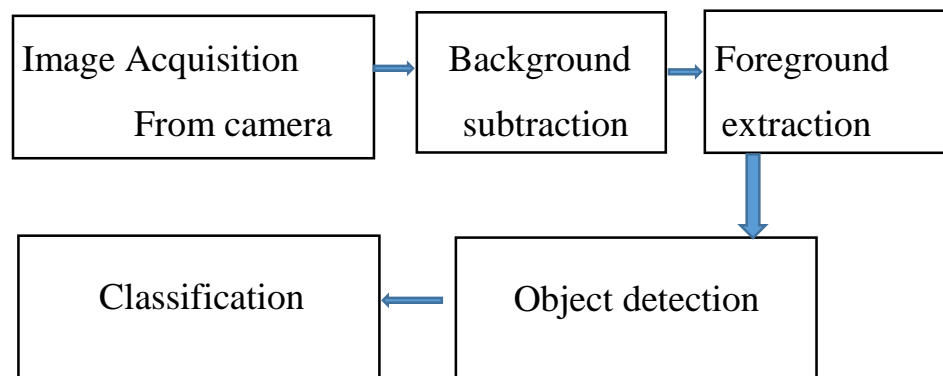 Image Acquisition
From camera
Background
subtraction
Foreground
extraction
Classification
Object detection